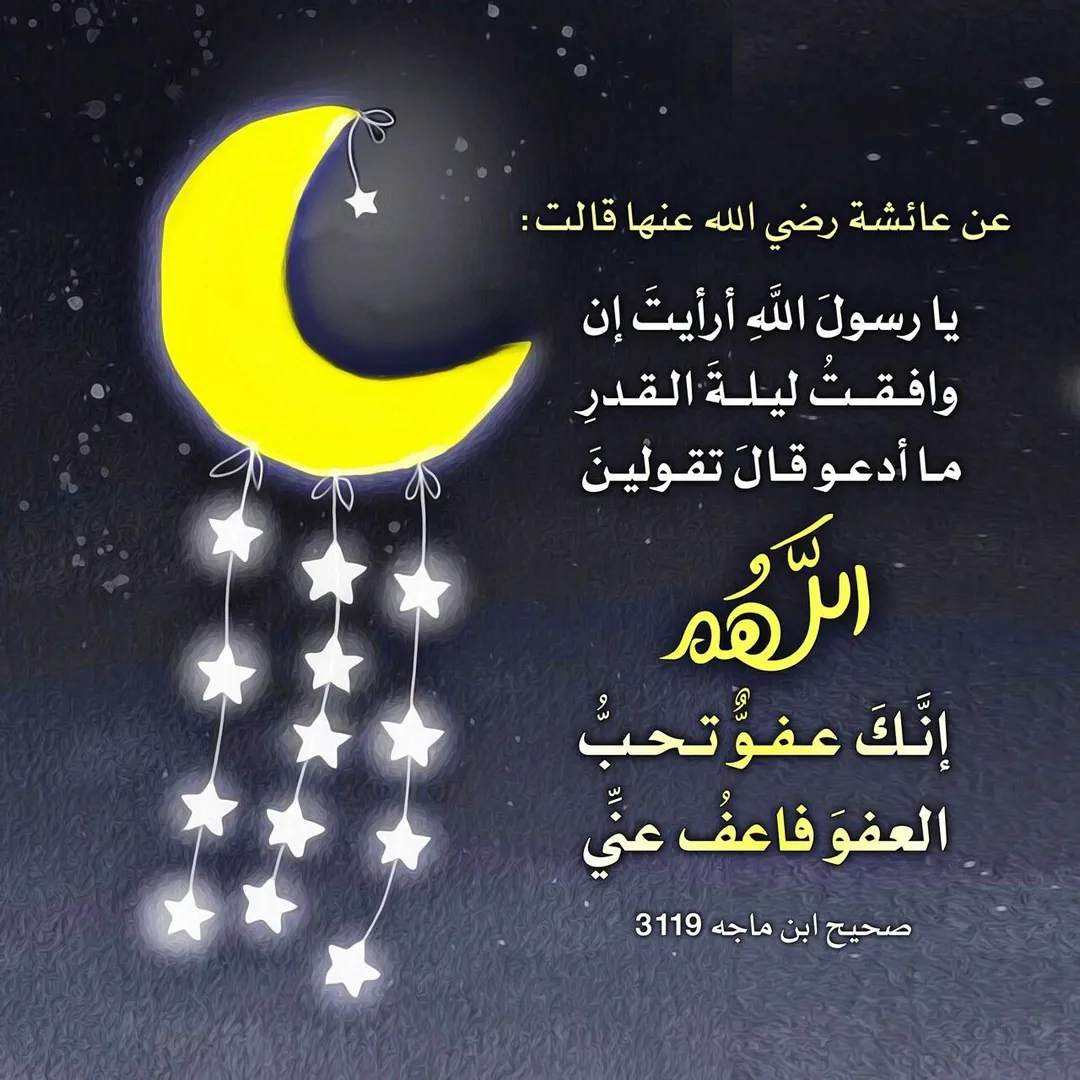 عن عائشة رضي الله عنها قالت:
يا رسولَ اللَّهِ أرأيتَ إن
وافقتُ ليلةَ القدرِ
ما أدعو قالَ تقولينَ
اللَّهُم
إنَّكَ عفوٌّ تحبُّ
العفوَ فاعفُ عنِّي
صحيح ابن ماجه 3119